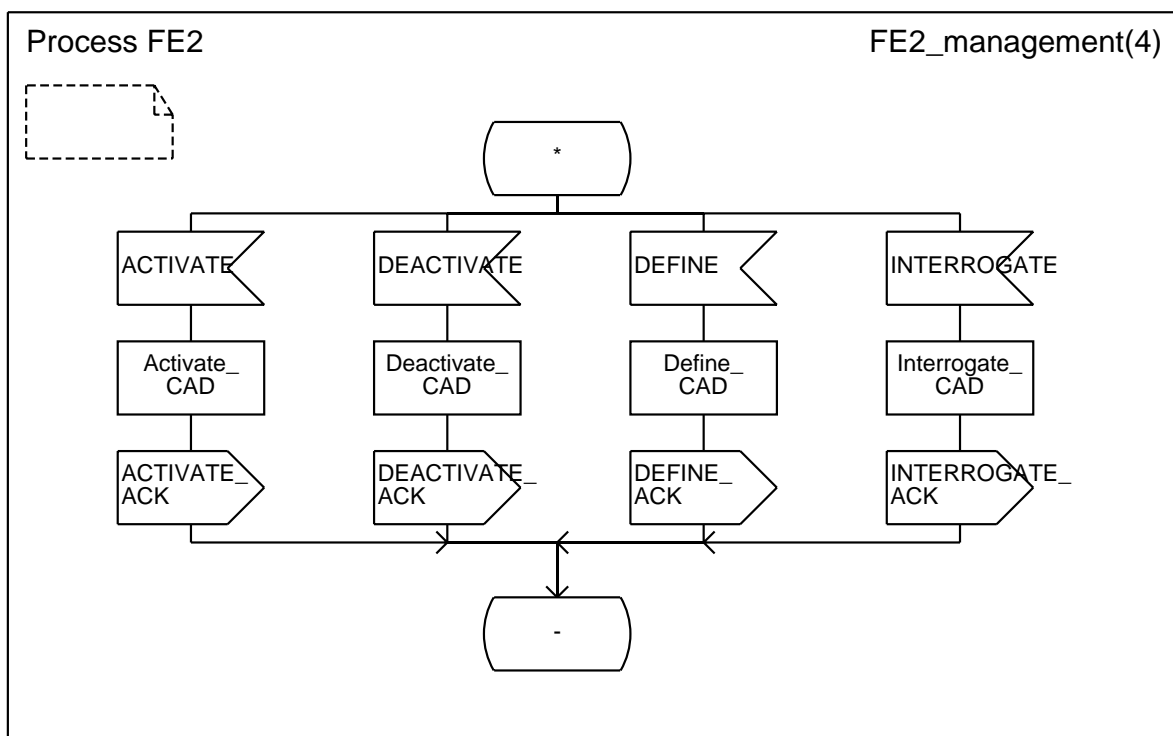 Process FE2
FE2_management(4)
*
ACTIVATE
DEACTIVATE
DEFINE
INTERROGATE
Activate_
CAD
Deactivate_
CAD
Define_
CAD
Interrogate_
CAD
ACTIVATE_
ACK
DEACTIVATE_
ACK
DEFINE_
ACK
INTERROGATE_
ACK
-